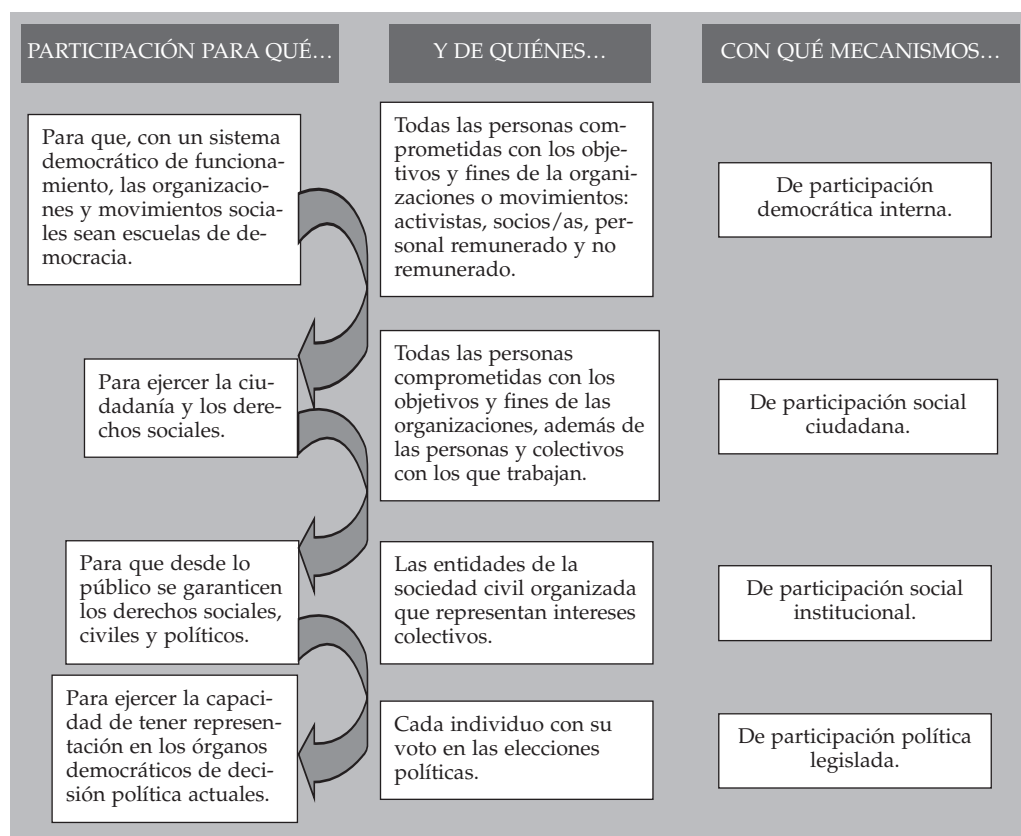 PARTICIPACIÓN PARA QUÉ…
Y DE QUIÉNES…
CON QUÉ MECANISMOS…
Para que, con un sistema
democrático de funciona-
miento, las organizacio-
nes y movimientos socia-
les sean escuelas de de-
mocracia.
Todas las personas com-
prometidas con los obje-
tivos y fines de la organi-
zaciones o movimientos:
activistas, socios/as, per-
sonal remunerado y no
remunerado.
De participación
democrática interna.
Para ejercer la ciu-
dadanía y los dere-
chos sociales.
Todas las personas
comprometidas con los
objetivos y fines de las
organizaciones, además de
las personas y colectivos
con los que trabajan.
De participación social
ciudadana.
Para que desde lo
público se garanticen
los derechos sociales,
civiles y políticos.
Las entidades de la
sociedad civil organizada
que representan intereses
colectivos.
De participación social
institucional.
Para ejercer la capaci-
dad de tener represen-
tación en los órganos
democráticos de deci-
sión política actuales.
Cada individuo con su
voto en las elecciones
políticas.
De participación política
legislada.